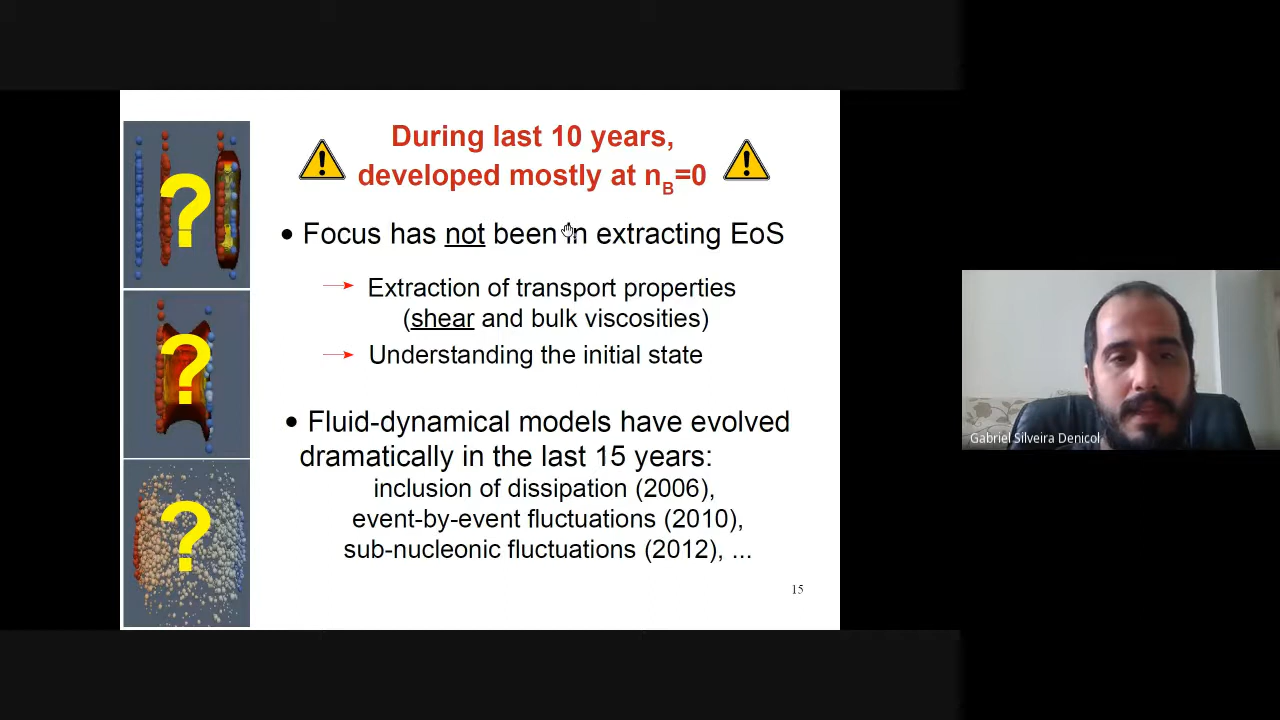 During last 10 years,
developed mostly at nB=0
• Focus has not been in extracting EoS
Extraction of transport properties
(shear and bulk viscosities)
Understanding the initial state
• Fluid-dynamical models have evolved
dramatically in the last 15 years:
inclusion of dissipation (2006),
event-by-event fluctuations (2010),
sub-nucleonic fluctuations (2012), ...
15
Gabriel Silveira Denicol